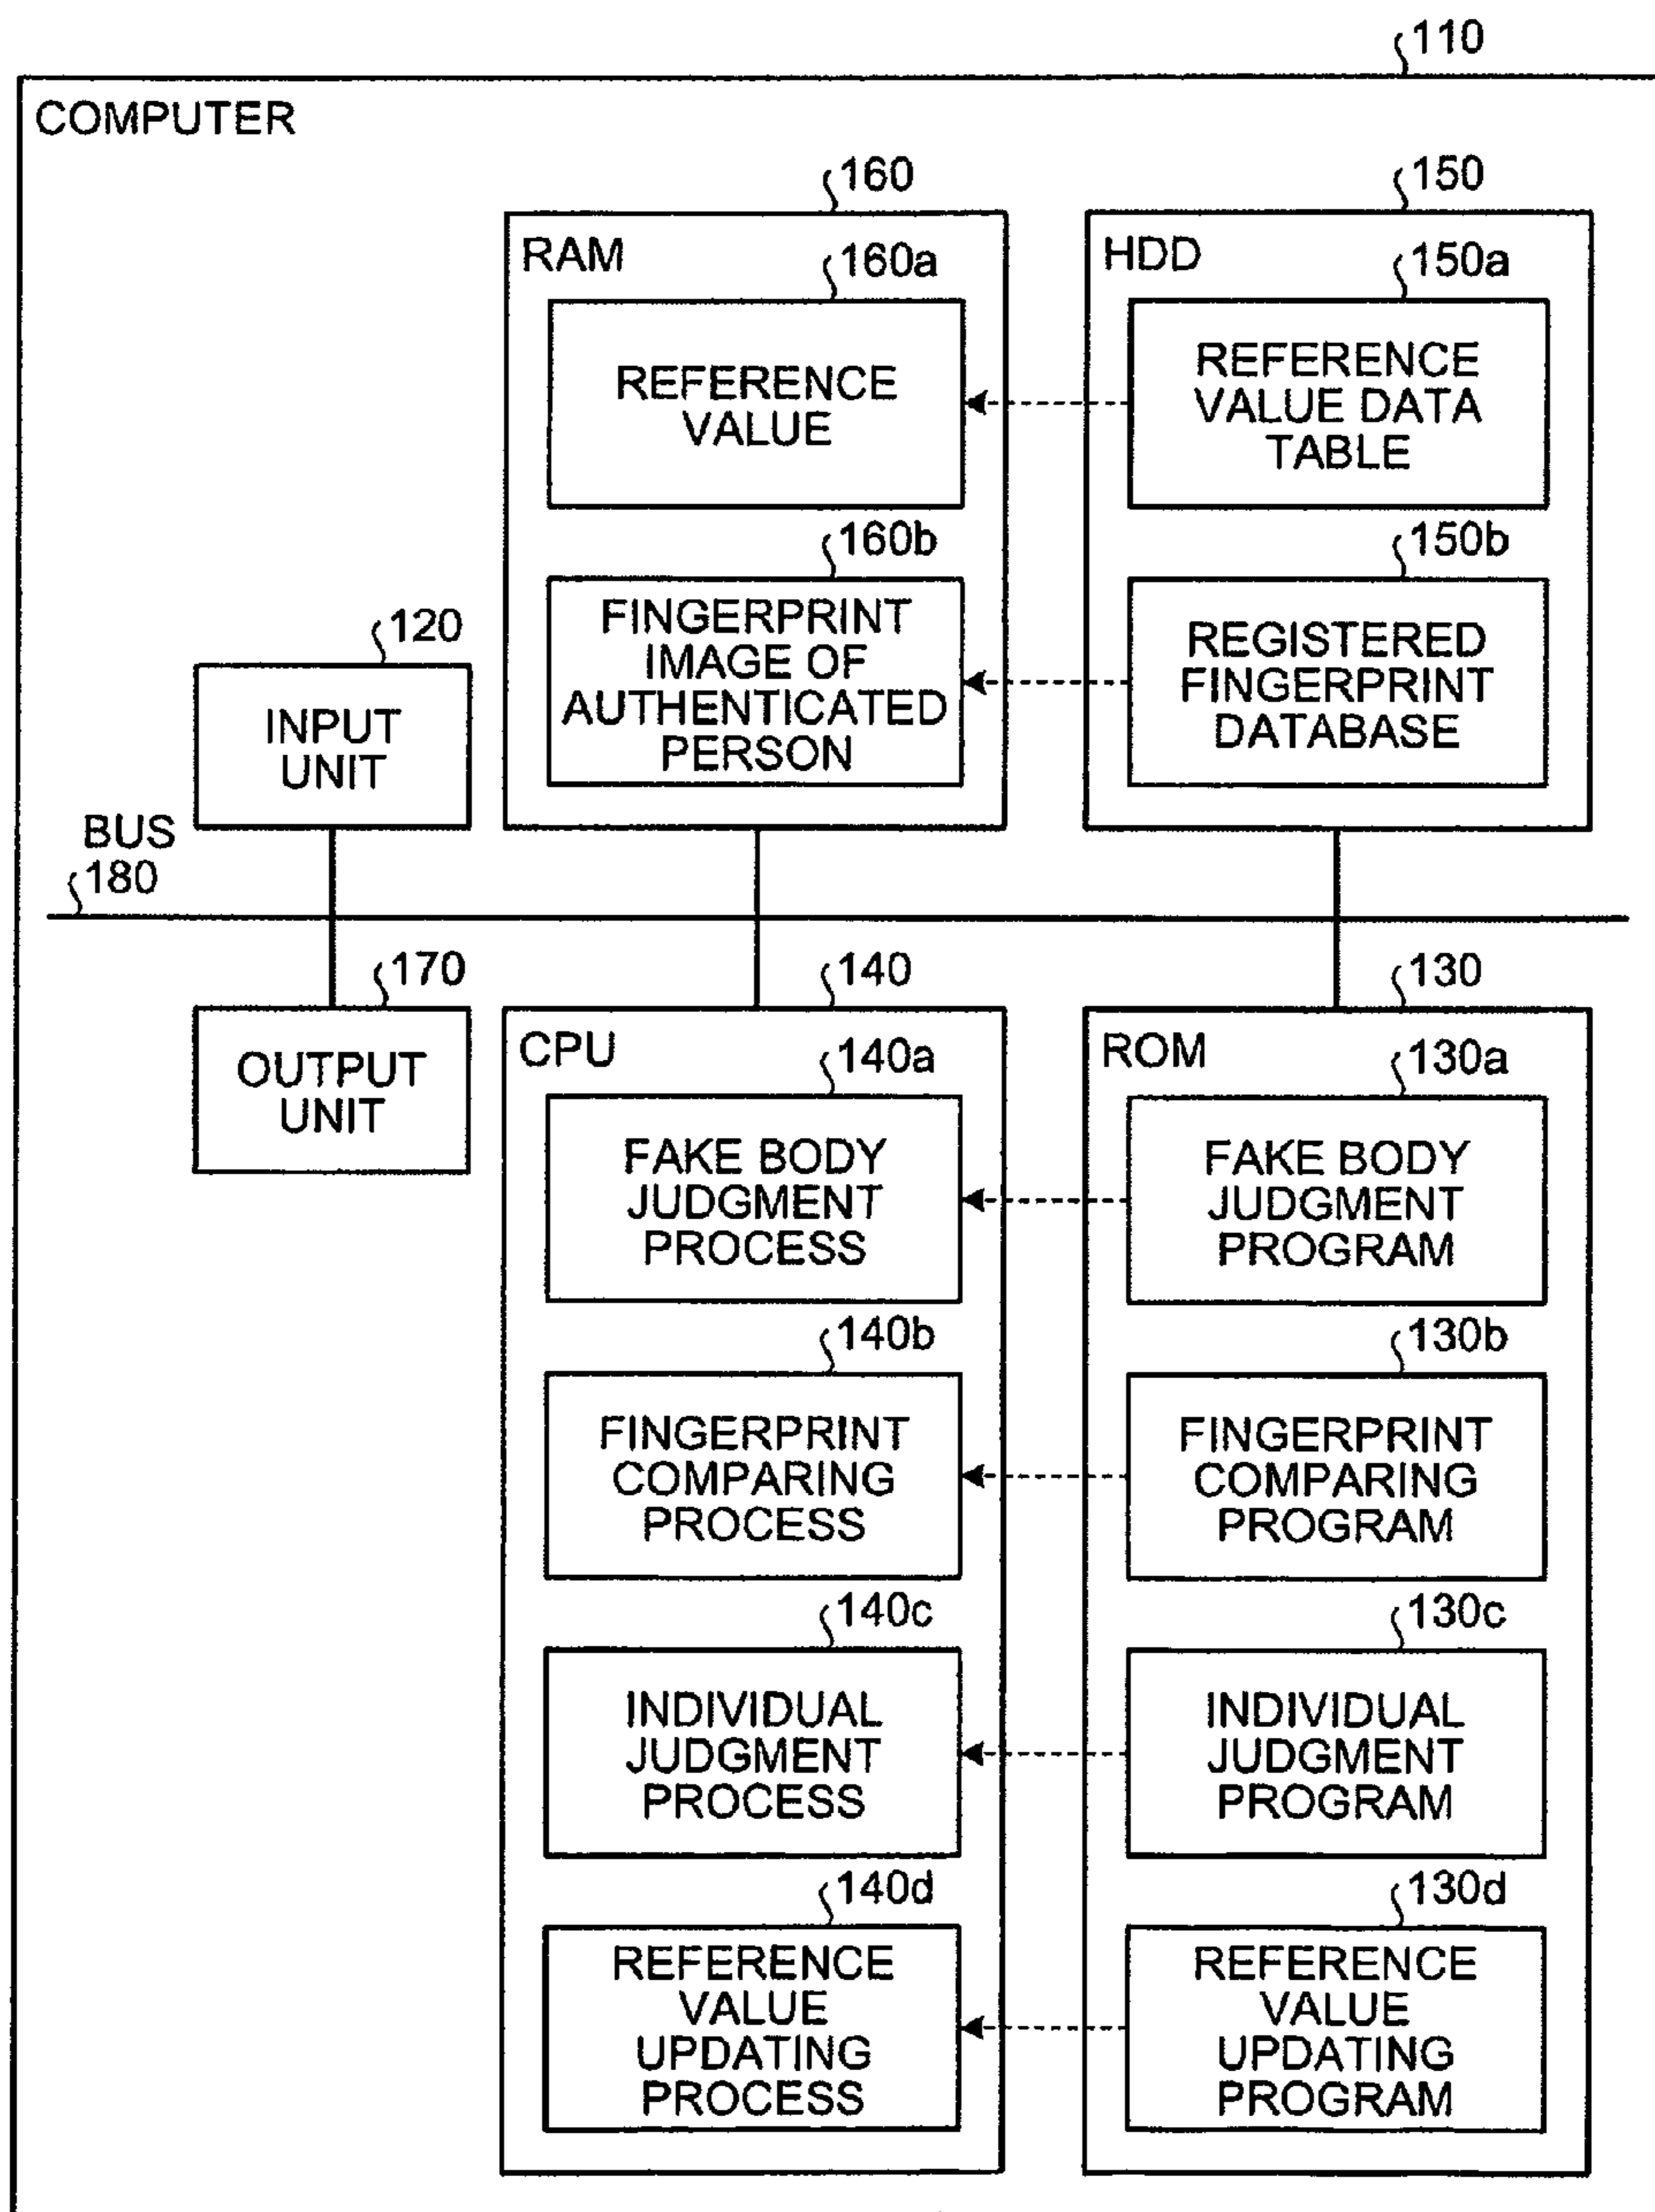 110
COMPUTER
160
150
RAM
HDD
160a
150a
REFERENCE
VALUE
REFERENCE
VALUE DATA
TABLE
160b
150b
FINGERPRINT
IMAGE OF
AUTHENTICATED
PERSON
REGISTERED
FINGERPRINT
DATABASE
120
INPUT
UNIT
BUS
180
170
OUTPUT
UNIT
140
130
CPU
ROM
140a
130a
FAKE BODY
JUDGMENT
PROCESS
FAKE BODY
JUDGMENT
PROGRAM
140b
130b
FINGERPRINT
COMPARING
PROCESS
FINGERPRINT
COMPARING
PROGRAM
140c
130c
INDIVIDUAL
JUDGMENT
PROCESS
INDIVIDUAL
JUDGMENT
PROGRAM
140d
130d
REFERENCE
VALUE
UPDATING
PROCESS
REFERENCE
VALUE
UPDATING
PROGRAM